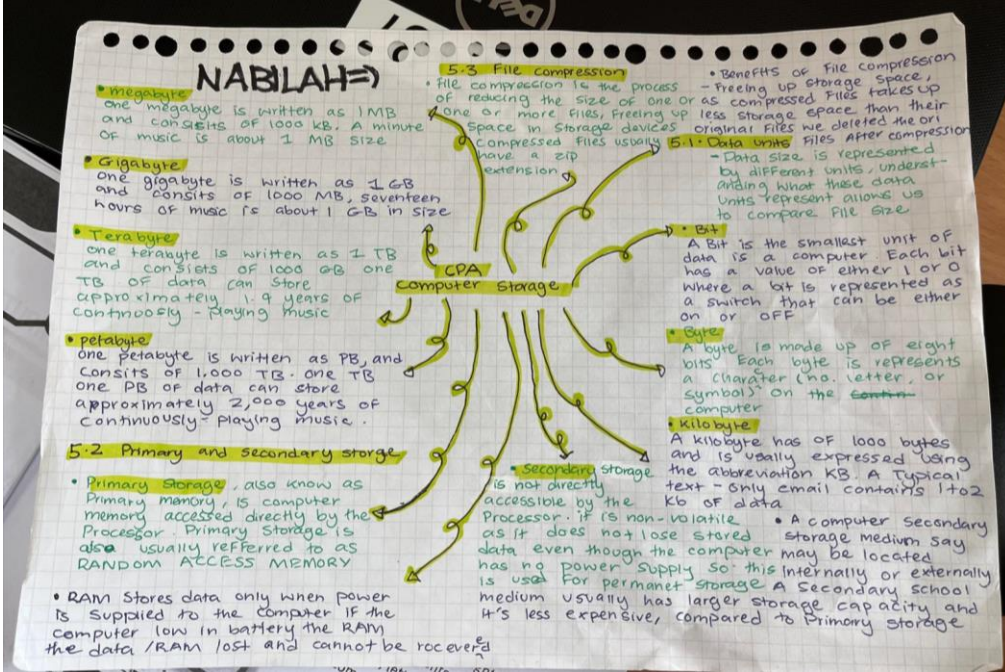 DELL
NABILAH=)
• megabyte
one megabyte is written as 1MB
and consists of 1000 kB. A minute
of music is about 1 MB size
• Gigabyte
one gigabyte is written as 1 GB
and consits of 1000 MB, seventeen
hours of music is about 1 GB in size
• Terabyte
one terabyte is written as 1 TB
and consists of 1000 GB one
TB of data can store
approximately 1.9 years of
continuosly - playing music
• petabyte
one petabyte is written as PB, and
consits of 1,000 TB. one TB
one PB of data can store
approximately 2,000 years of
continuously - playing music.
5.2 Primary and secondary storge
• Primary Storage, also know as
Primary memory, is computer
memory accessed directly by the
Processor. Primary Storage is
also usually refferred to as
RANDOM ACCESS MEMORY
• RAM Stores data only when power
is supplied to the computer IF the
computer low in battery the RAM
the data /RAM lost and cannot be rocevered
CPA
computer Storage
5.3 File compression
• File compression is the process
of reducing the size of one or
one or more files, freeing up
Space in storage devices
compressed files usually
have a zip
extension
• Benefits of File compression
- Freeing up storage space,
as compressed files takes up
less storage space than their
original files we deleted the ori
files After compression
5.1• Data units
- Data size is represented
by different units, underst-
anding what these data
units represent allows us
to compare file size
• Bit
A Bit is the smallest unit of
data is a computer Each bit
has a value of either 1 or 0
where a bit is represented as
a switch that can be either
on or OFF
• Byte
A byte is made up of eight
bits Each byte is represents
a charater (no. letter, or
symbols) on the
computer
• Kilobyte
A kilobyte has of 1000 bytes
and is usally expressed using
the abbreviation KB. A Typical
text - only email contains 1 to 2
kb of data
• Secondary storage
is not directly
accessible by the
Processor. it is non-volatile
as it does not lose stared
data even though the computer
has no power supply so. this
is used for permanet storage
• A computer secondary
storage medium say
may be located
Internally or externally
A secondary school
medium usually has larger storage capacity and
it's less expensive, compared to Primary storage